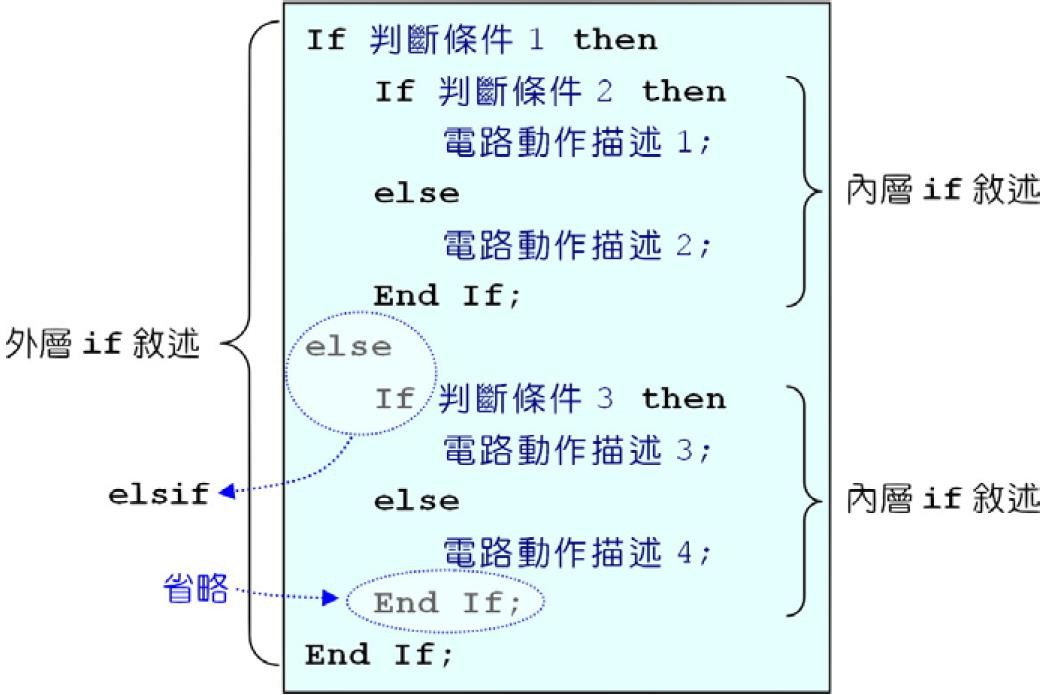 If 判斷條件 1 then
If 判斷條件 2 then
電路動作描述 1;
else
電路動作描述 2;
End If;
內層 if 敘述
外層 if 敘述
else
If 判斷條件 3 then
電路動作描述 3;
elsif
else
內層 if 敘述
電路動作描述 4;
省略
End If;
End If;